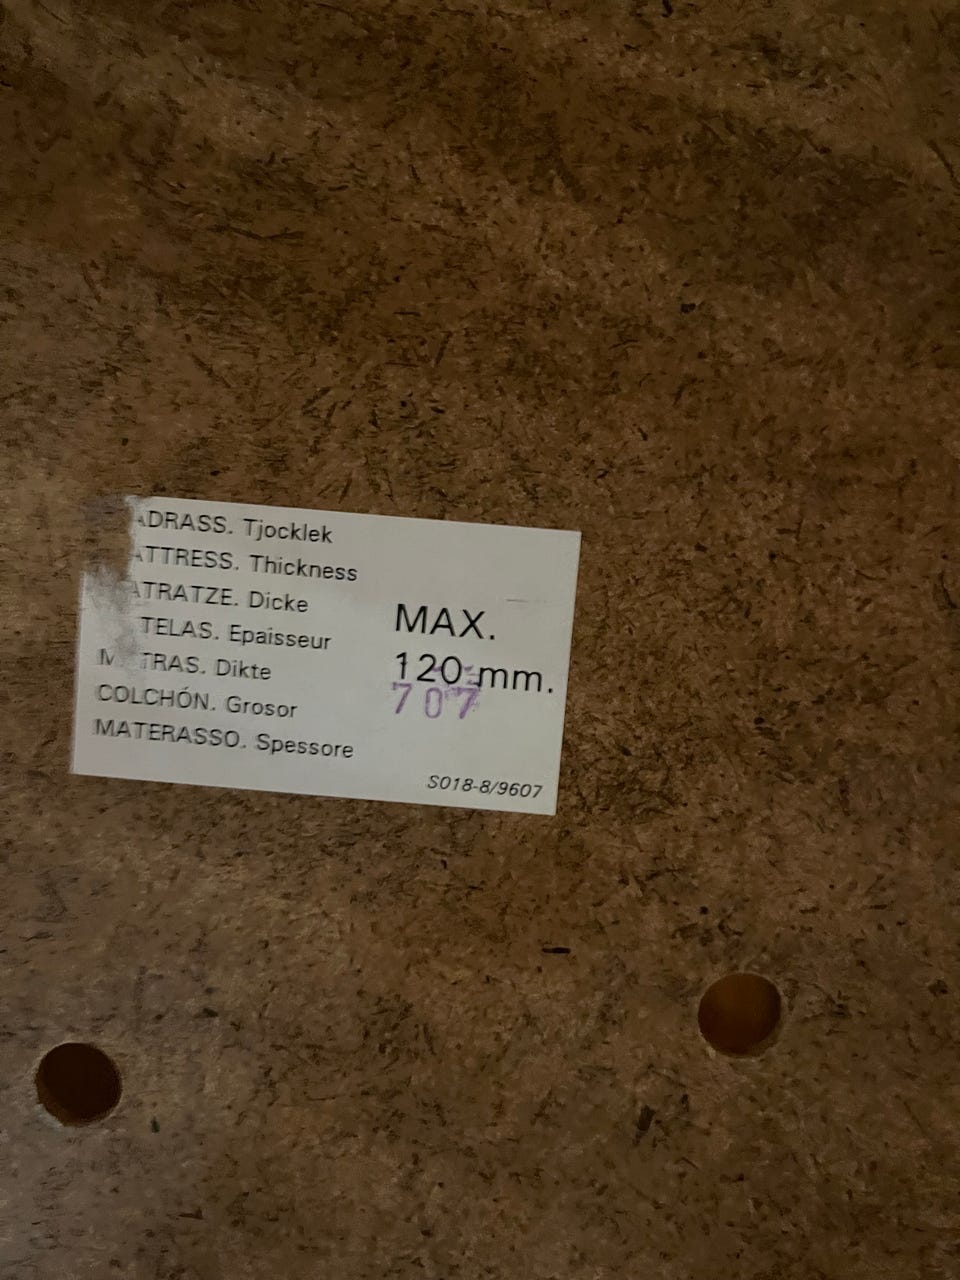 ADRASS. Tjocklek
ATTRESS. Thickness
ATRATZE. Dicke
TELAS. Epaisseur
M TRAS. Dikte
COLCHÓN. Grosor
MATERASSO. Spessore
MAX.
120 mm.
707
S018-8/9607